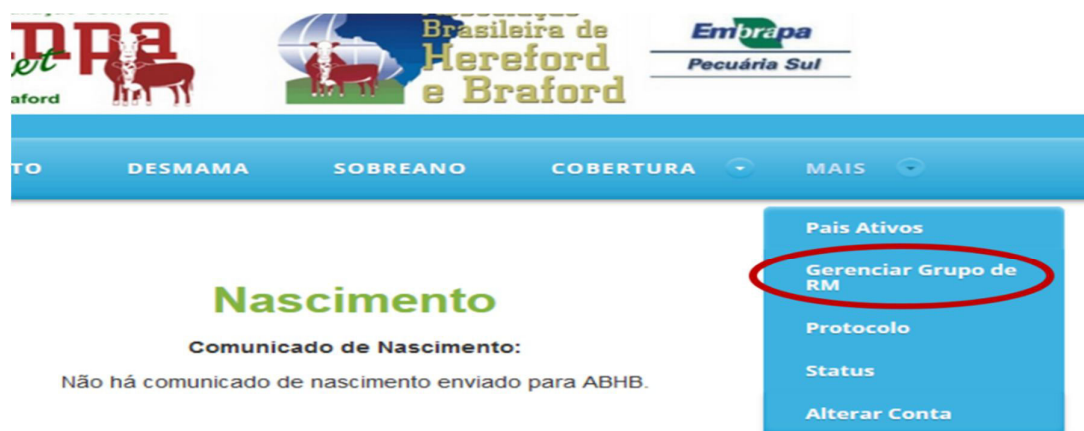 et
aford
Brasileira de
Hereford
e Braford
Embrapa
Pecuária Sul
TO DESMAMA SOBREANO COBERTURA MAIS
Pais Ativos
Gerenciar Grupo de
RM
Protocolo
Status
Alterar Conta
Nascimento
Comunicado de Nascimento:
Não há comunicado de nascimento enviado para ABHB.